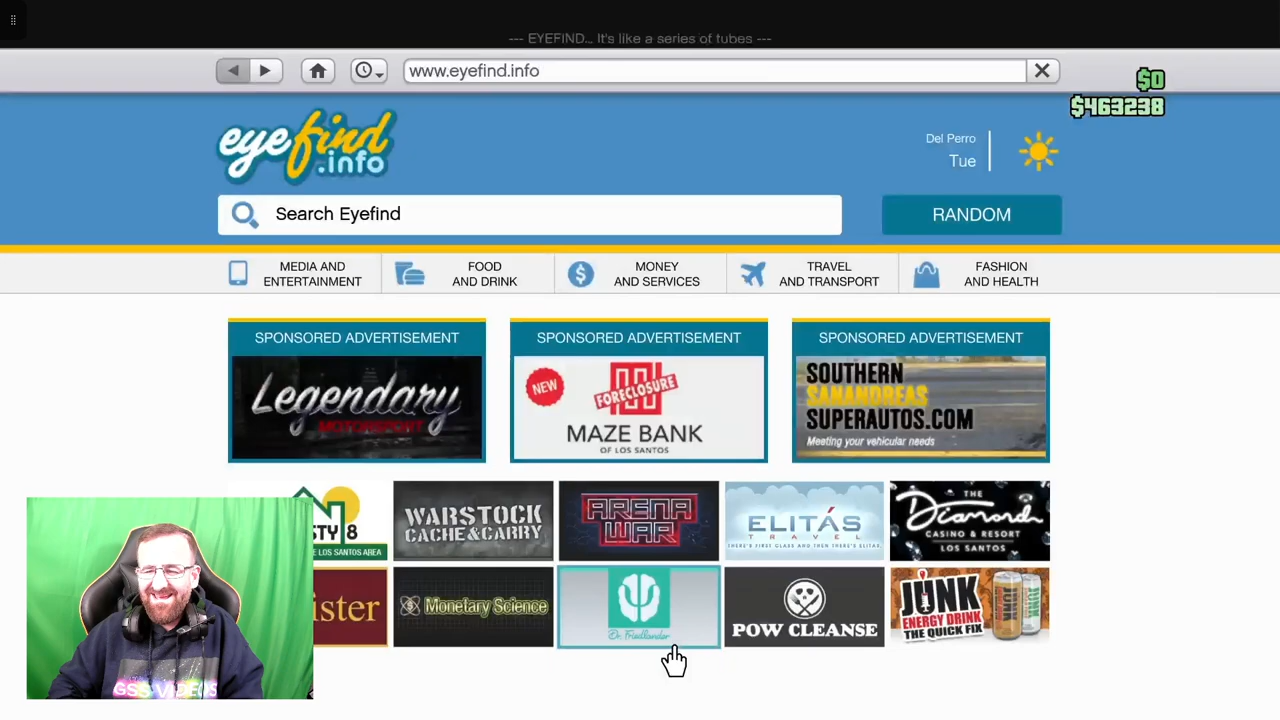 --- EYEFIND... It's like a series of tubes ---
www.eyefind.info
$0
$463238
eyefind
.info
Del Perro
Tue
Search Eyefind
RANDOM
MEDIA AND
ENTERTAINMENT
FOOD
AND DRINK
MONEY
AND SERVICES
TRAVEL
AND TRANSPORT
FASHION
AND HEALTH
SPONSORED ADVERTISEMENT
Legendary
MOTORSPORT
SPONSORED ADVERTISEMENT
NEW
FORECLOSURE
MAZE BANK
OF LOS SANTOS
SPONSORED ADVERTISEMENT
SOUTHERN
SANANDREAS
SUPERAUTOS.COM
Meeting your vehicular needs
STY 8
E LOS SANTOS AREA
WARSTOCK
CACHE & CARRY
ARENA
WAR
ELITÁS
TRAVEL
THERE'S FIRST CLASS AND THEN THERE'S ELITAS.
THE
Diamond
CASINO & RESORT
LOS SANTOS
ister
Monetary Science
Dr. Friedlander
POW CLEANSE
JUNK
ENERGY DRINK
THE QUICK FIX
GSS VIDEOS